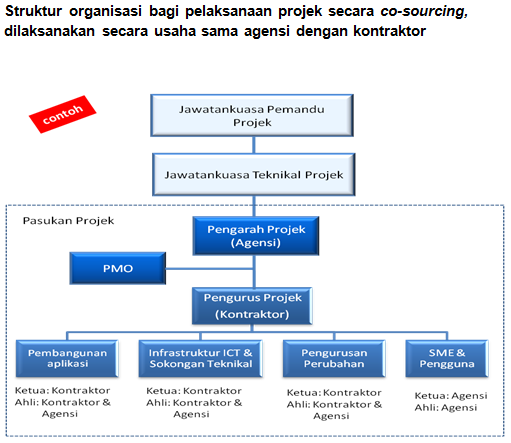 Struktur organisasi bagi pelaksanaan projek secara co-sourcing,
dilaksanakan secara usaha sama agensi dengan kontraktor
contoh
Jawatankuasa Pemandu
Projek
Jawatankuasa Teknikal Projek
Pasukan Projek
Pengarah Projek
(Agensi)
PMO
Pengurus Projek
(Kontraktor)
Pembangunan
aplikasi
Ketua: Kontraktor
Ahli: Kontraktor &
Agensi
Infrastruktur ICT &
Sokongan Teknikal
Ketua: Kontraktor
Ahli: Kontraktor &
Agensi
Pengurusan
Perubahan
Ketua: Kontraktor
Ahli: Kontraktor &
Agensi
SME &
Pengguna
Ketua: Agensi
Ahli: Agensi